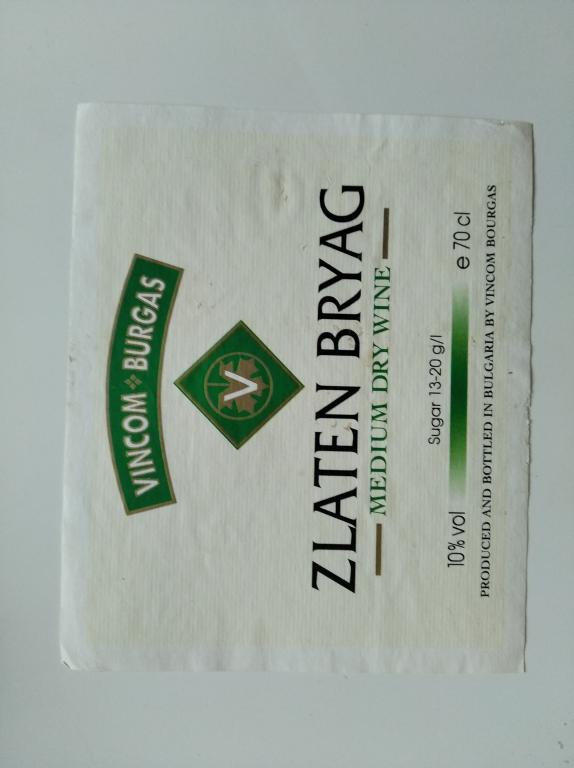 VINCOM BURGAS
V
ZLATEN BRYAG
MEDIUM DRY WINE
Sugar 13-20 g/l
10% vol e 70 cl
PRODUCED AND BOTTLED IN BULGARIA BY VINCOM BOURGAS